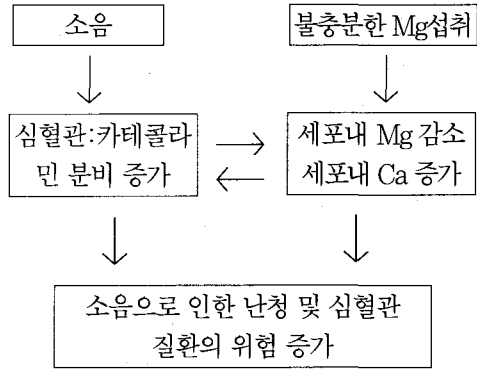 소음
불충분한 Mg섭취
심혈관:카테콜라
민 분비 증가
세포내 Mg 감소
세포내 Ca 증가
소음으로 인한 난청 및 심혈관
질환의 위험 증가